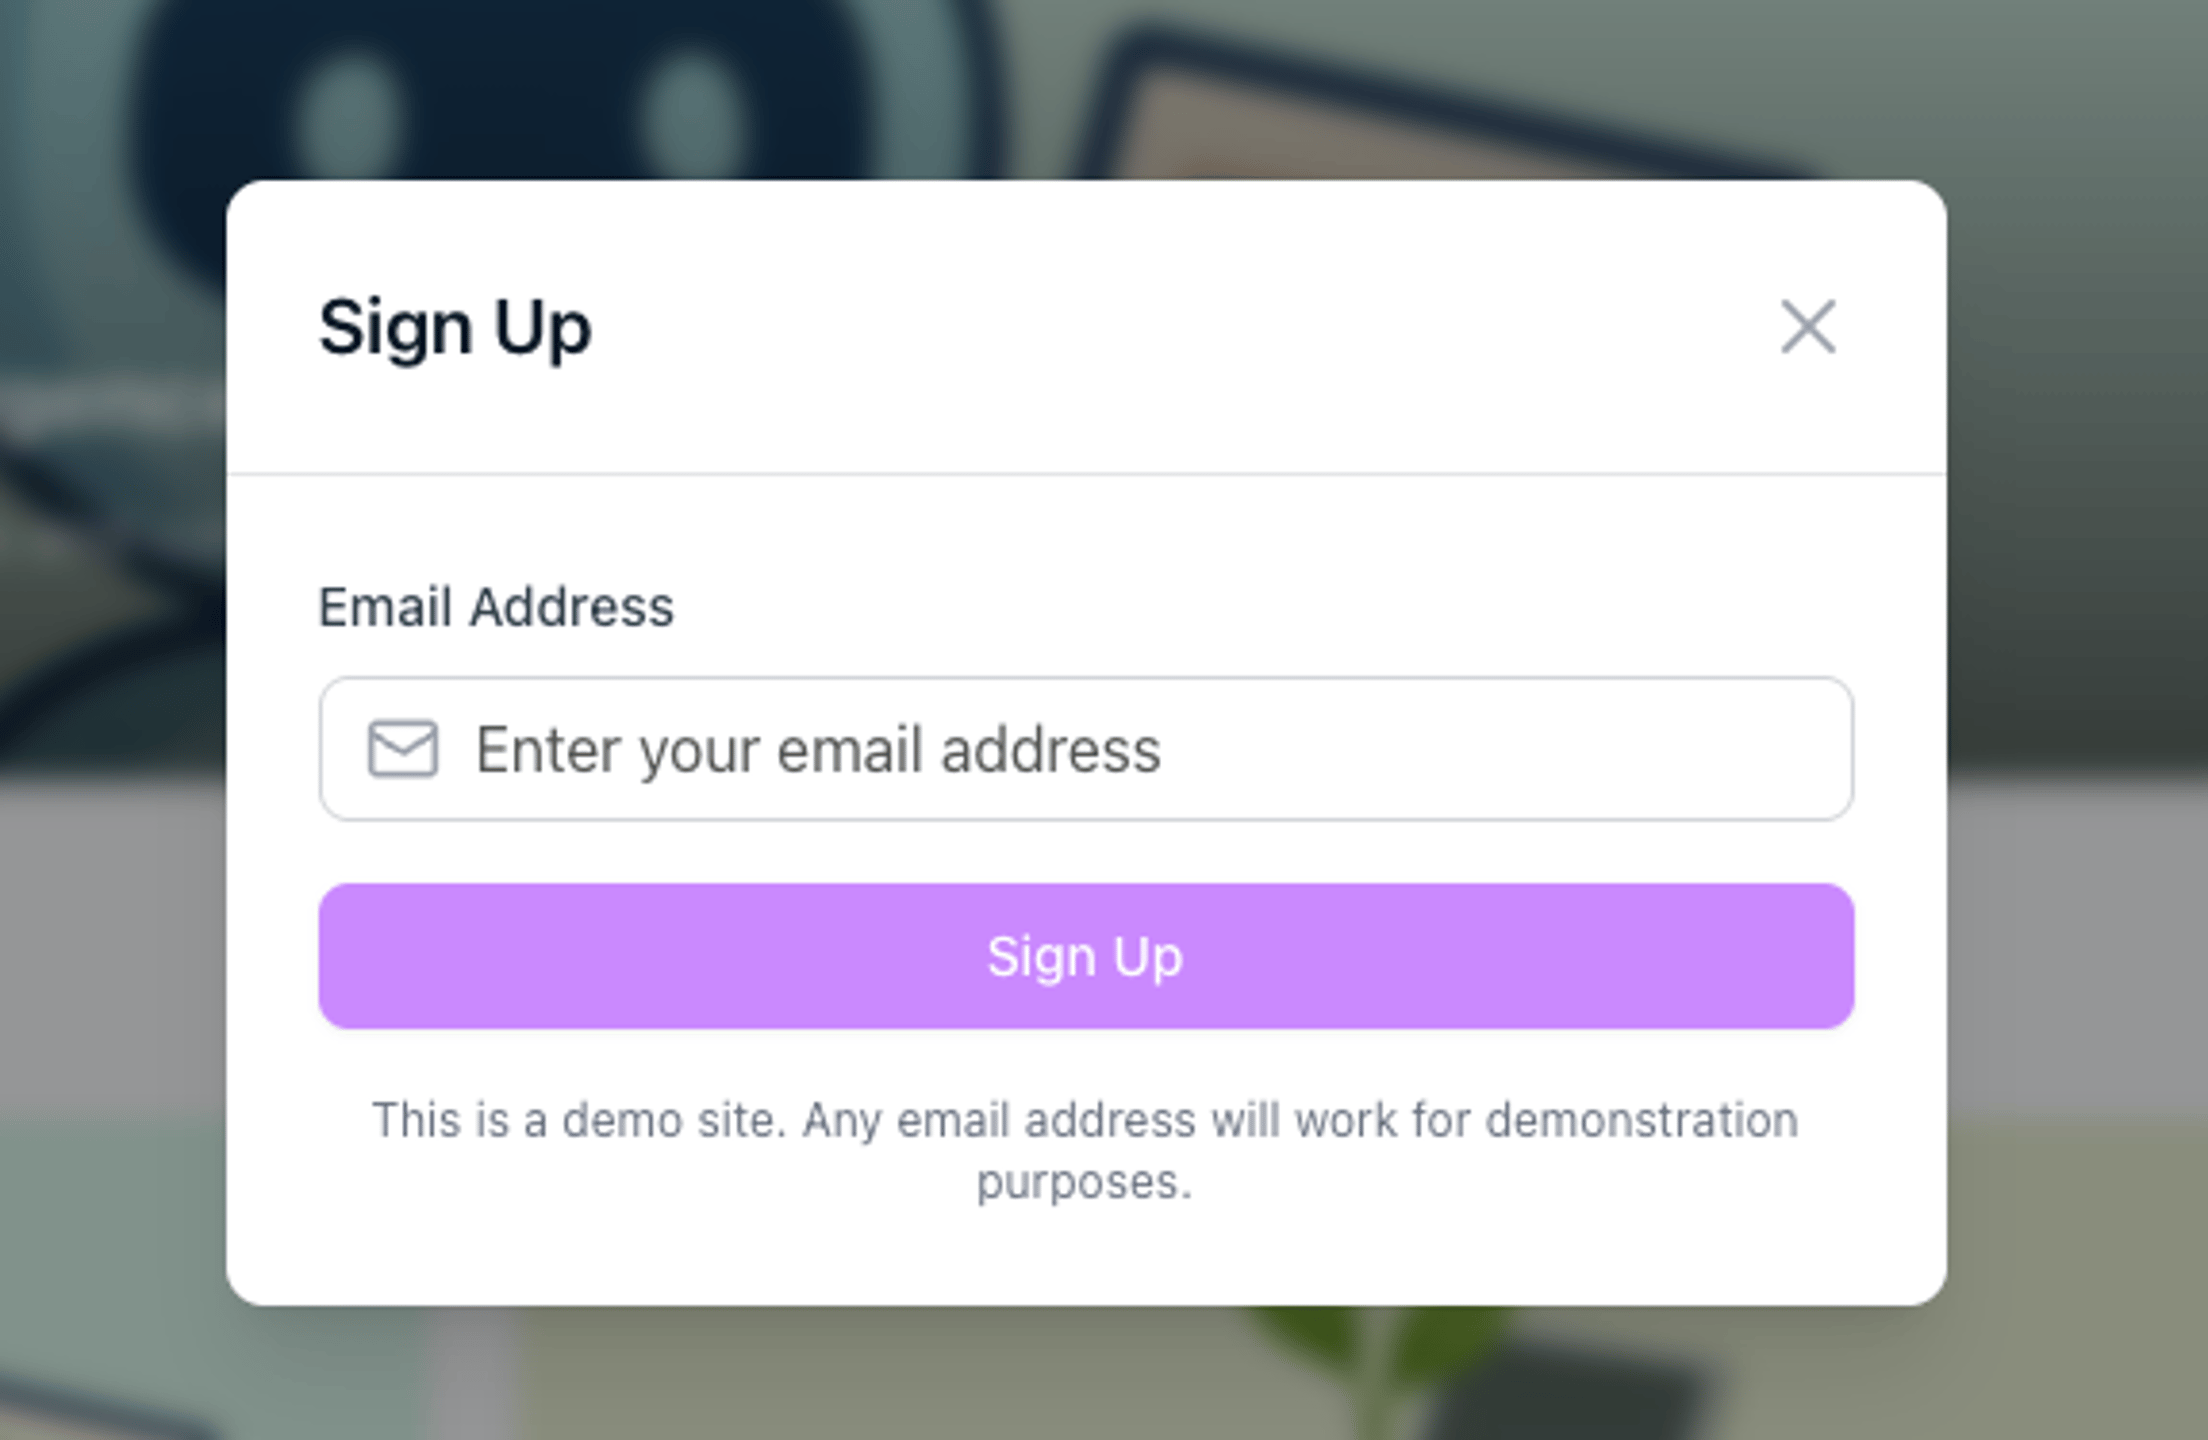 Sign Up
Email Address
Enter your email address
Sign Up
This is a demo site. Any email address will work for demonstration
purposes.